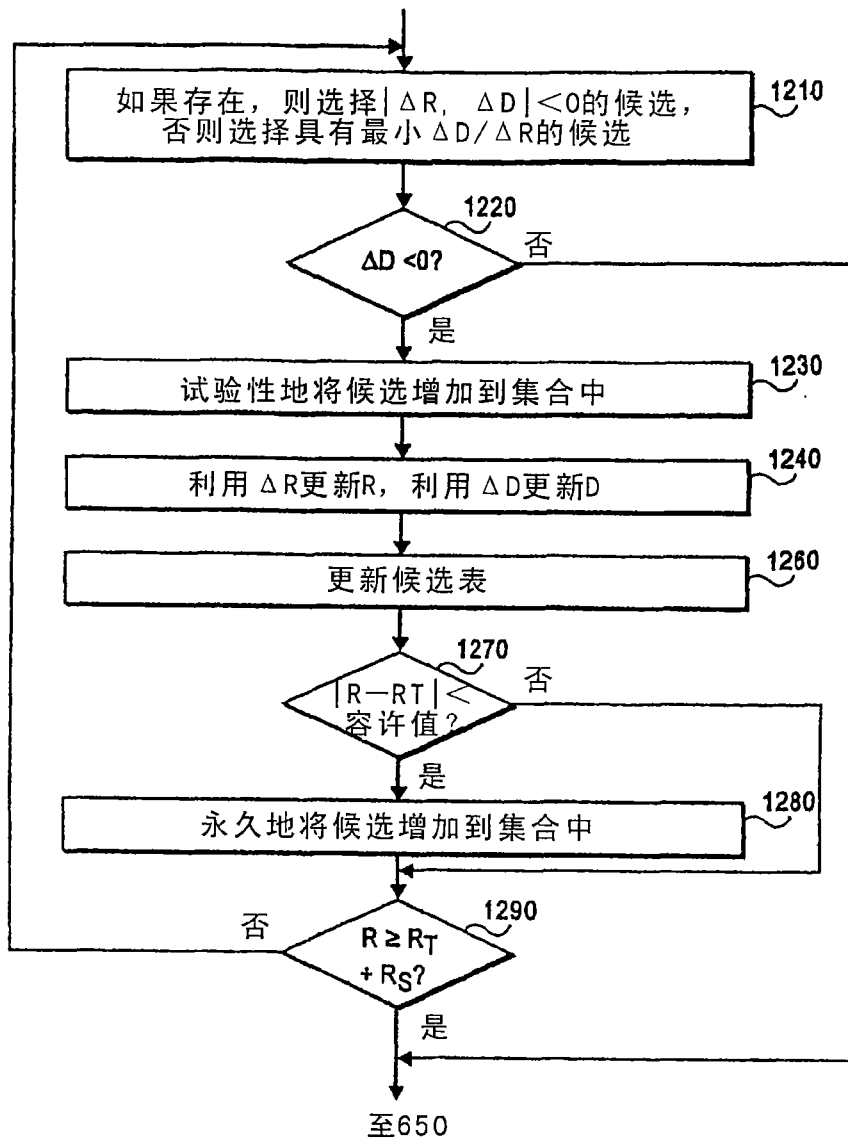 如果存在，则选择|ΔR, ΔD|<0的候选，
否则选择具有最小ΔD/ΔR的候选
1210
1220
ΔD <0?
否
是
1230
试验性地将候选增加到集合中
1240
利用ΔR更新R，利用ΔD更新D
1260
更新候选表
1270
|R—RT|<
容许值？
否
是
1280
永久地将候选增加到集合中
1290
否
R ≥ RT
+ RS?
是
至650